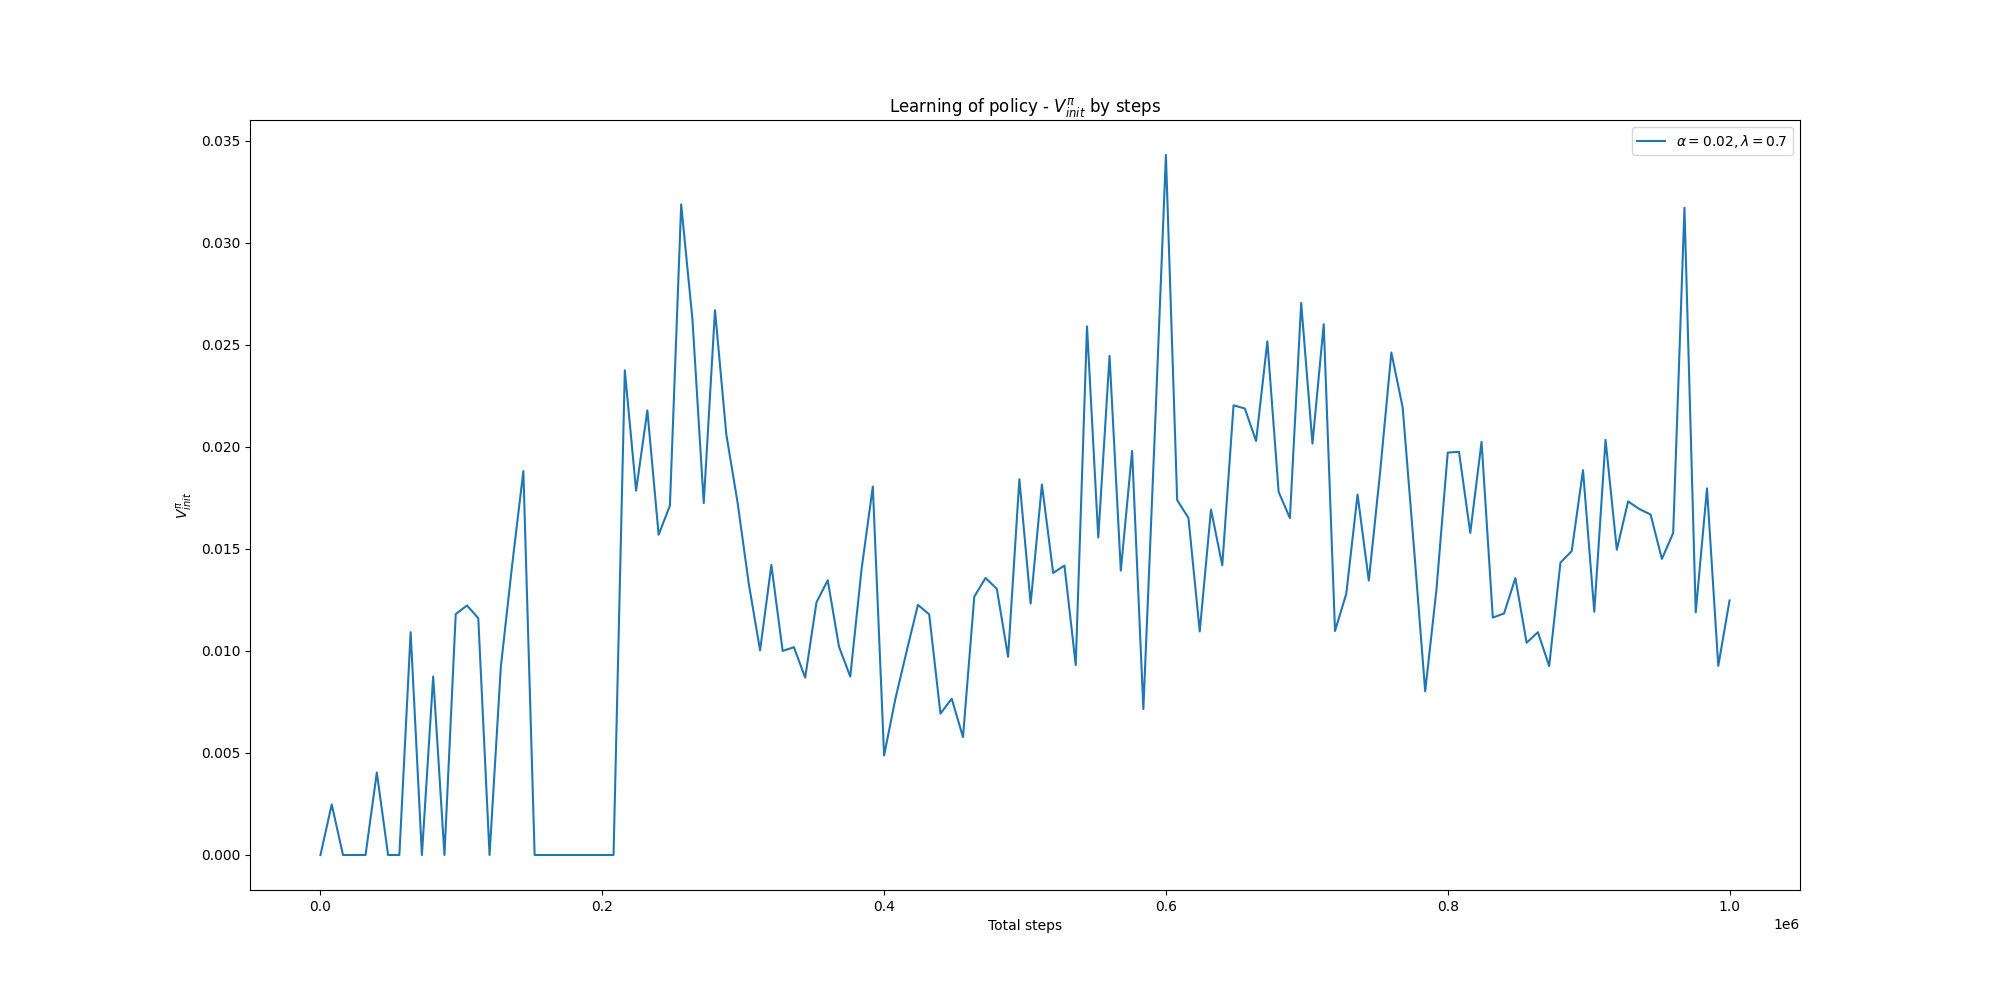 Learning of policy - $V_{init}^{\pi}$ by steps
α = 0.02, λ = 0.7
0.035
0.030
0.025
0.020
0.015
0.010
0.005
0.000
$V_{init}^{\pi}$
0.0 0.2 0.4 0.6 0.8 1.0
Total steps
1e6